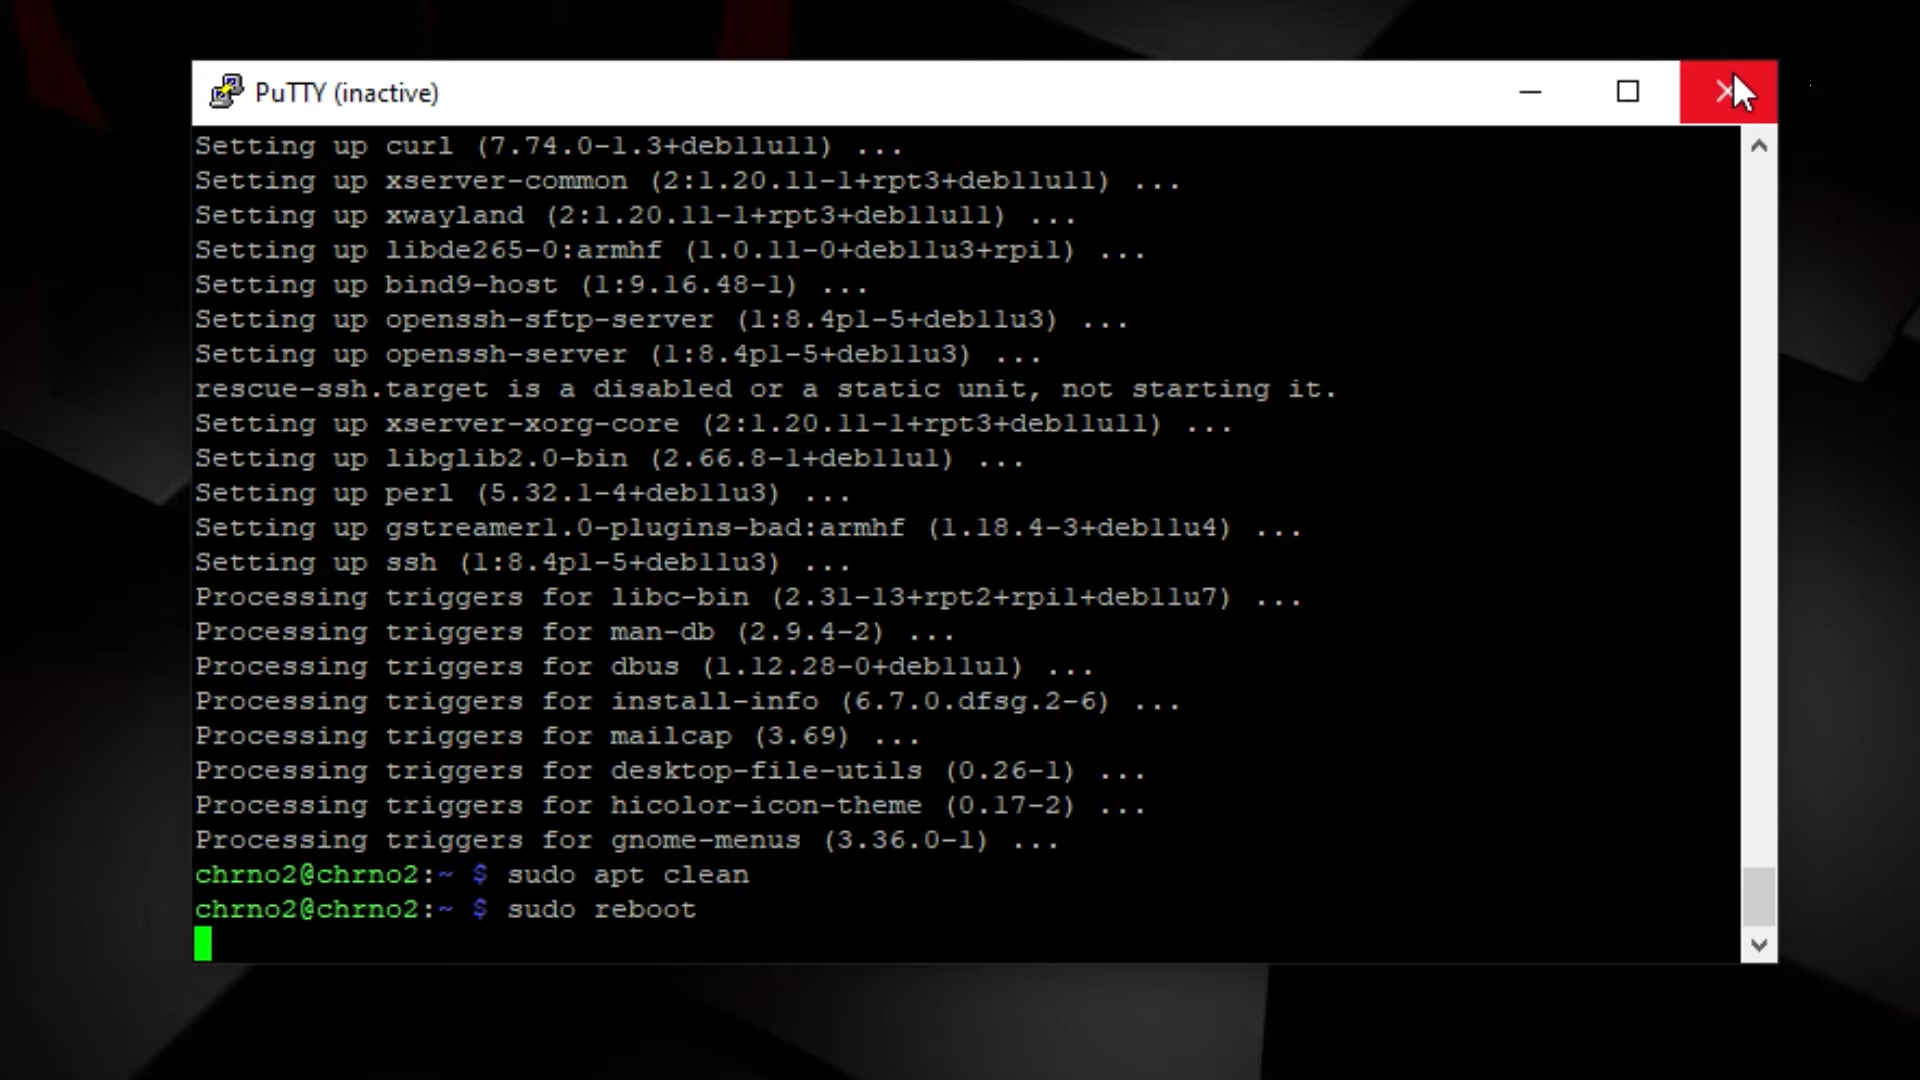 PuTTY (inactive)
Setting up curl (7.74.0-1.3+deb11u11) ...
Setting up xserver-common (2:1.20.11-1+rpt3+deb11u11) ...
Setting up xwayland (2:1.20.11-1+rpt3+deb11u11) ...
Setting up libde265-0:armhf (1.0.11-0+deb11u3+rpi1) ...
Setting up bind9-host (1:9.16.48-1) ...
Setting up openssh-sftp-server (1:8.4p1-5+deb11u3) ...
Setting up openssh-server (1:8.4p1-5+deb11u3) ...
rescue-ssh.target is a disabled or a static unit, not starting it.
Setting up xserver-xorg-core (2:1.20.11-1+rpt3+deb11u11) ...
Setting up libglib2.0-bin (2.66.8-1+deb11u1) ...
Setting up perl (5.32.1-4+deb11u3) ...
Setting up gstreamer1.0-plugins-bad:armhf (1.18.4-3+deb11u4) ...
Setting up ssh (1:8.4p1-5+deb11u3) ...
Processing triggers for libc-bin (2.31-13+rpt2+rpi1+deb11u7) ...
Processing triggers for man-db (2.9.4-2) ...
Processing triggers for dbus (1.12.28-0+deb11u1) ...
Processing triggers for install-info (6.7.0.dfsg.2-6) ...
Processing triggers for mailcap (3.69) ...
Processing triggers for desktop-file-utils (0.26-1) ...
Processing triggers for hicolor-icon-theme (0.17-2) ...
Processing triggers for gnome-menus (3.36.0-1) ...
chrno2@chrno2:~ $ sudo apt clean
chrno2@chrno2:~ $ sudo reboot